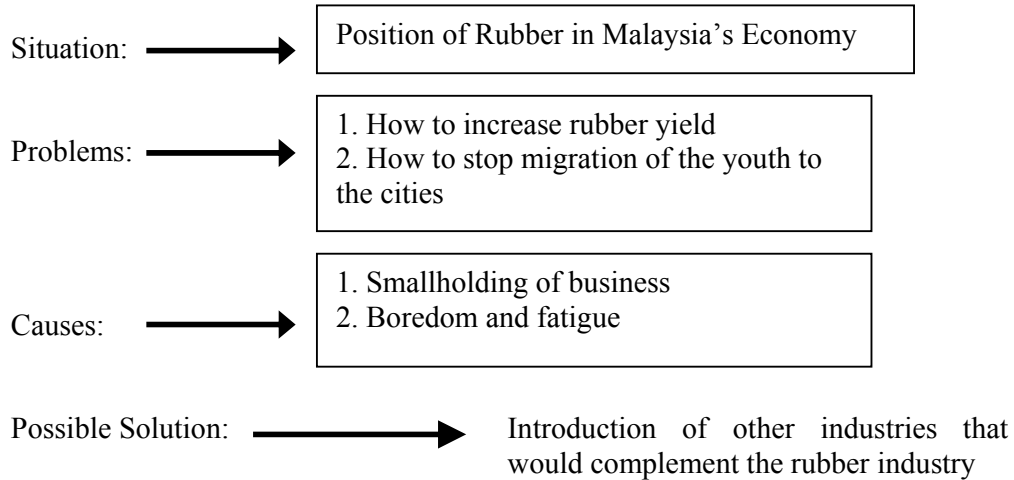 Situation:
Position of Rubber in Malaysia's Economy
Problems:
1. How to increase rubber yield
2. How to stop migration of the youth to
the cities
Causes:
1. Smallholding of business
2. Boredom and fatigue
Possible Solution:
Introduction of other industries that
would complement the rubber industry